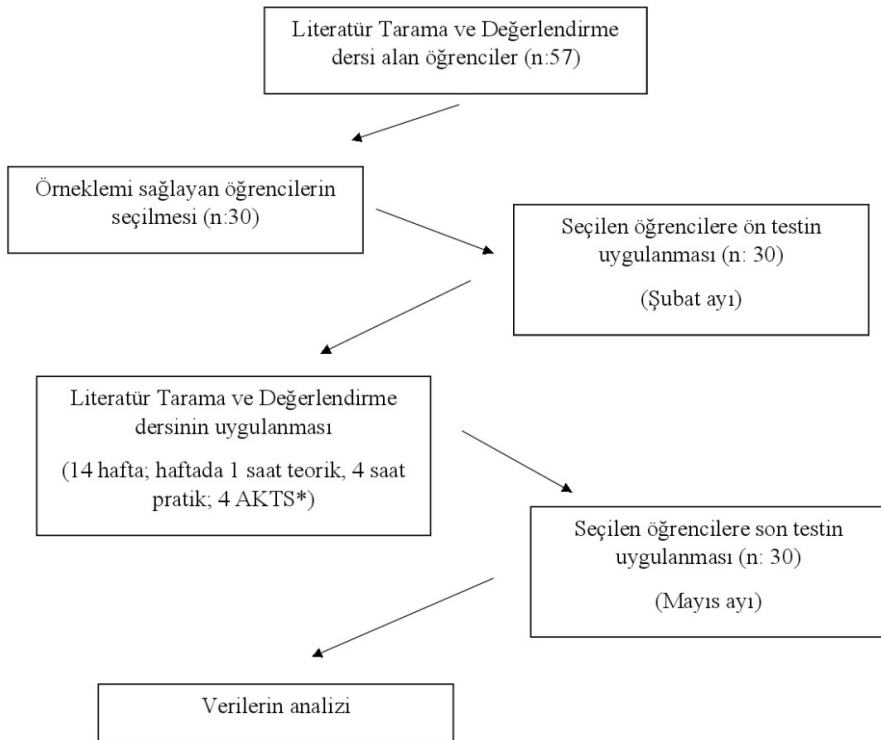 Literatür Tarama ve Değerlendirme
dersi alan öğrenciler (n:57)
Örneklemi sağlayan öğrencilerin
seçilmesi (n:30)
Seçilen öğrencilere ön testin
uygulanması (n: 30)
(Şubat ayı)
Literatür Tarama ve Değerlendirme
dersinin uygulanması
(14 hafta; haftada 1 saat teorik, 4 saat
pratik; 4 AKTS*)
Seçilen öğrencilere son testin
uygulanması (n: 30)
(Mayıs ayı)
Verilerin analizi